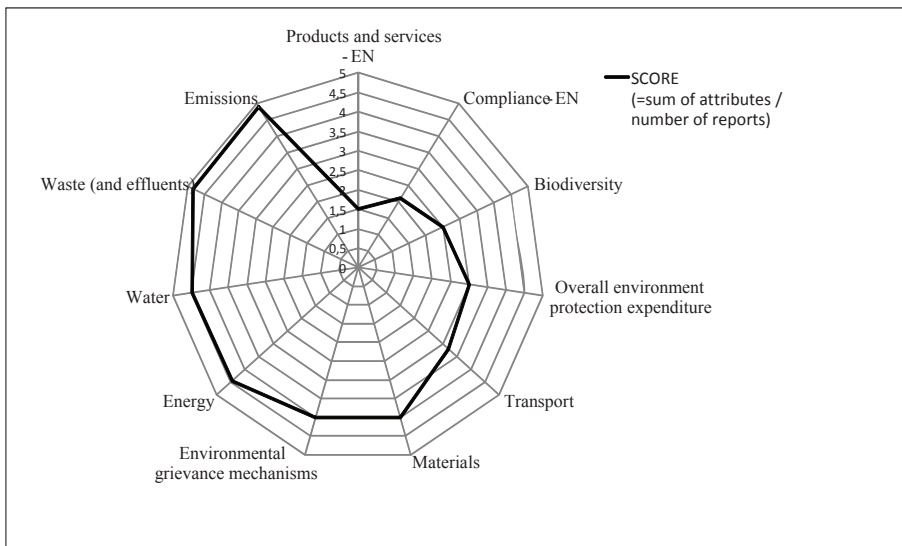 Products and services
- EN
5
4,5
4
3,5
3
2,5
2
1,5
1
0,5
0
Compliance - EN
Biodiversity
Overall environment
protection expenditure
Transport
Materials
Environmental
grievance mechanisms
Energy
Water
Waste (and effluents)
Emissions
SCORE
(=sum of attributes /
number of reports)